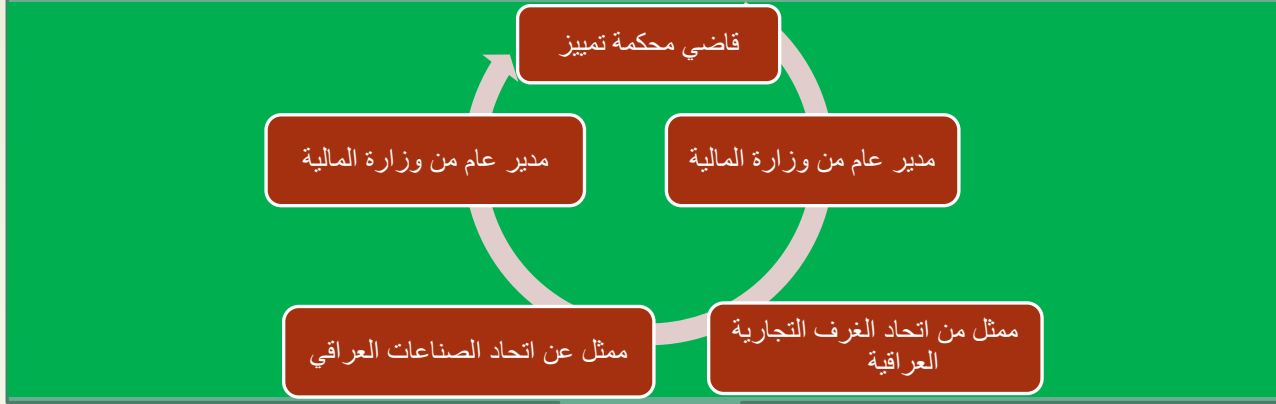 قاضي محكمة تمييز
مدير عام من وزارة المالية
مدير عام من وزارة المالية
ممثل من اتحاد الغرف التجارية
العراقية
ممثل عن اتحاد الصناعات العراقي